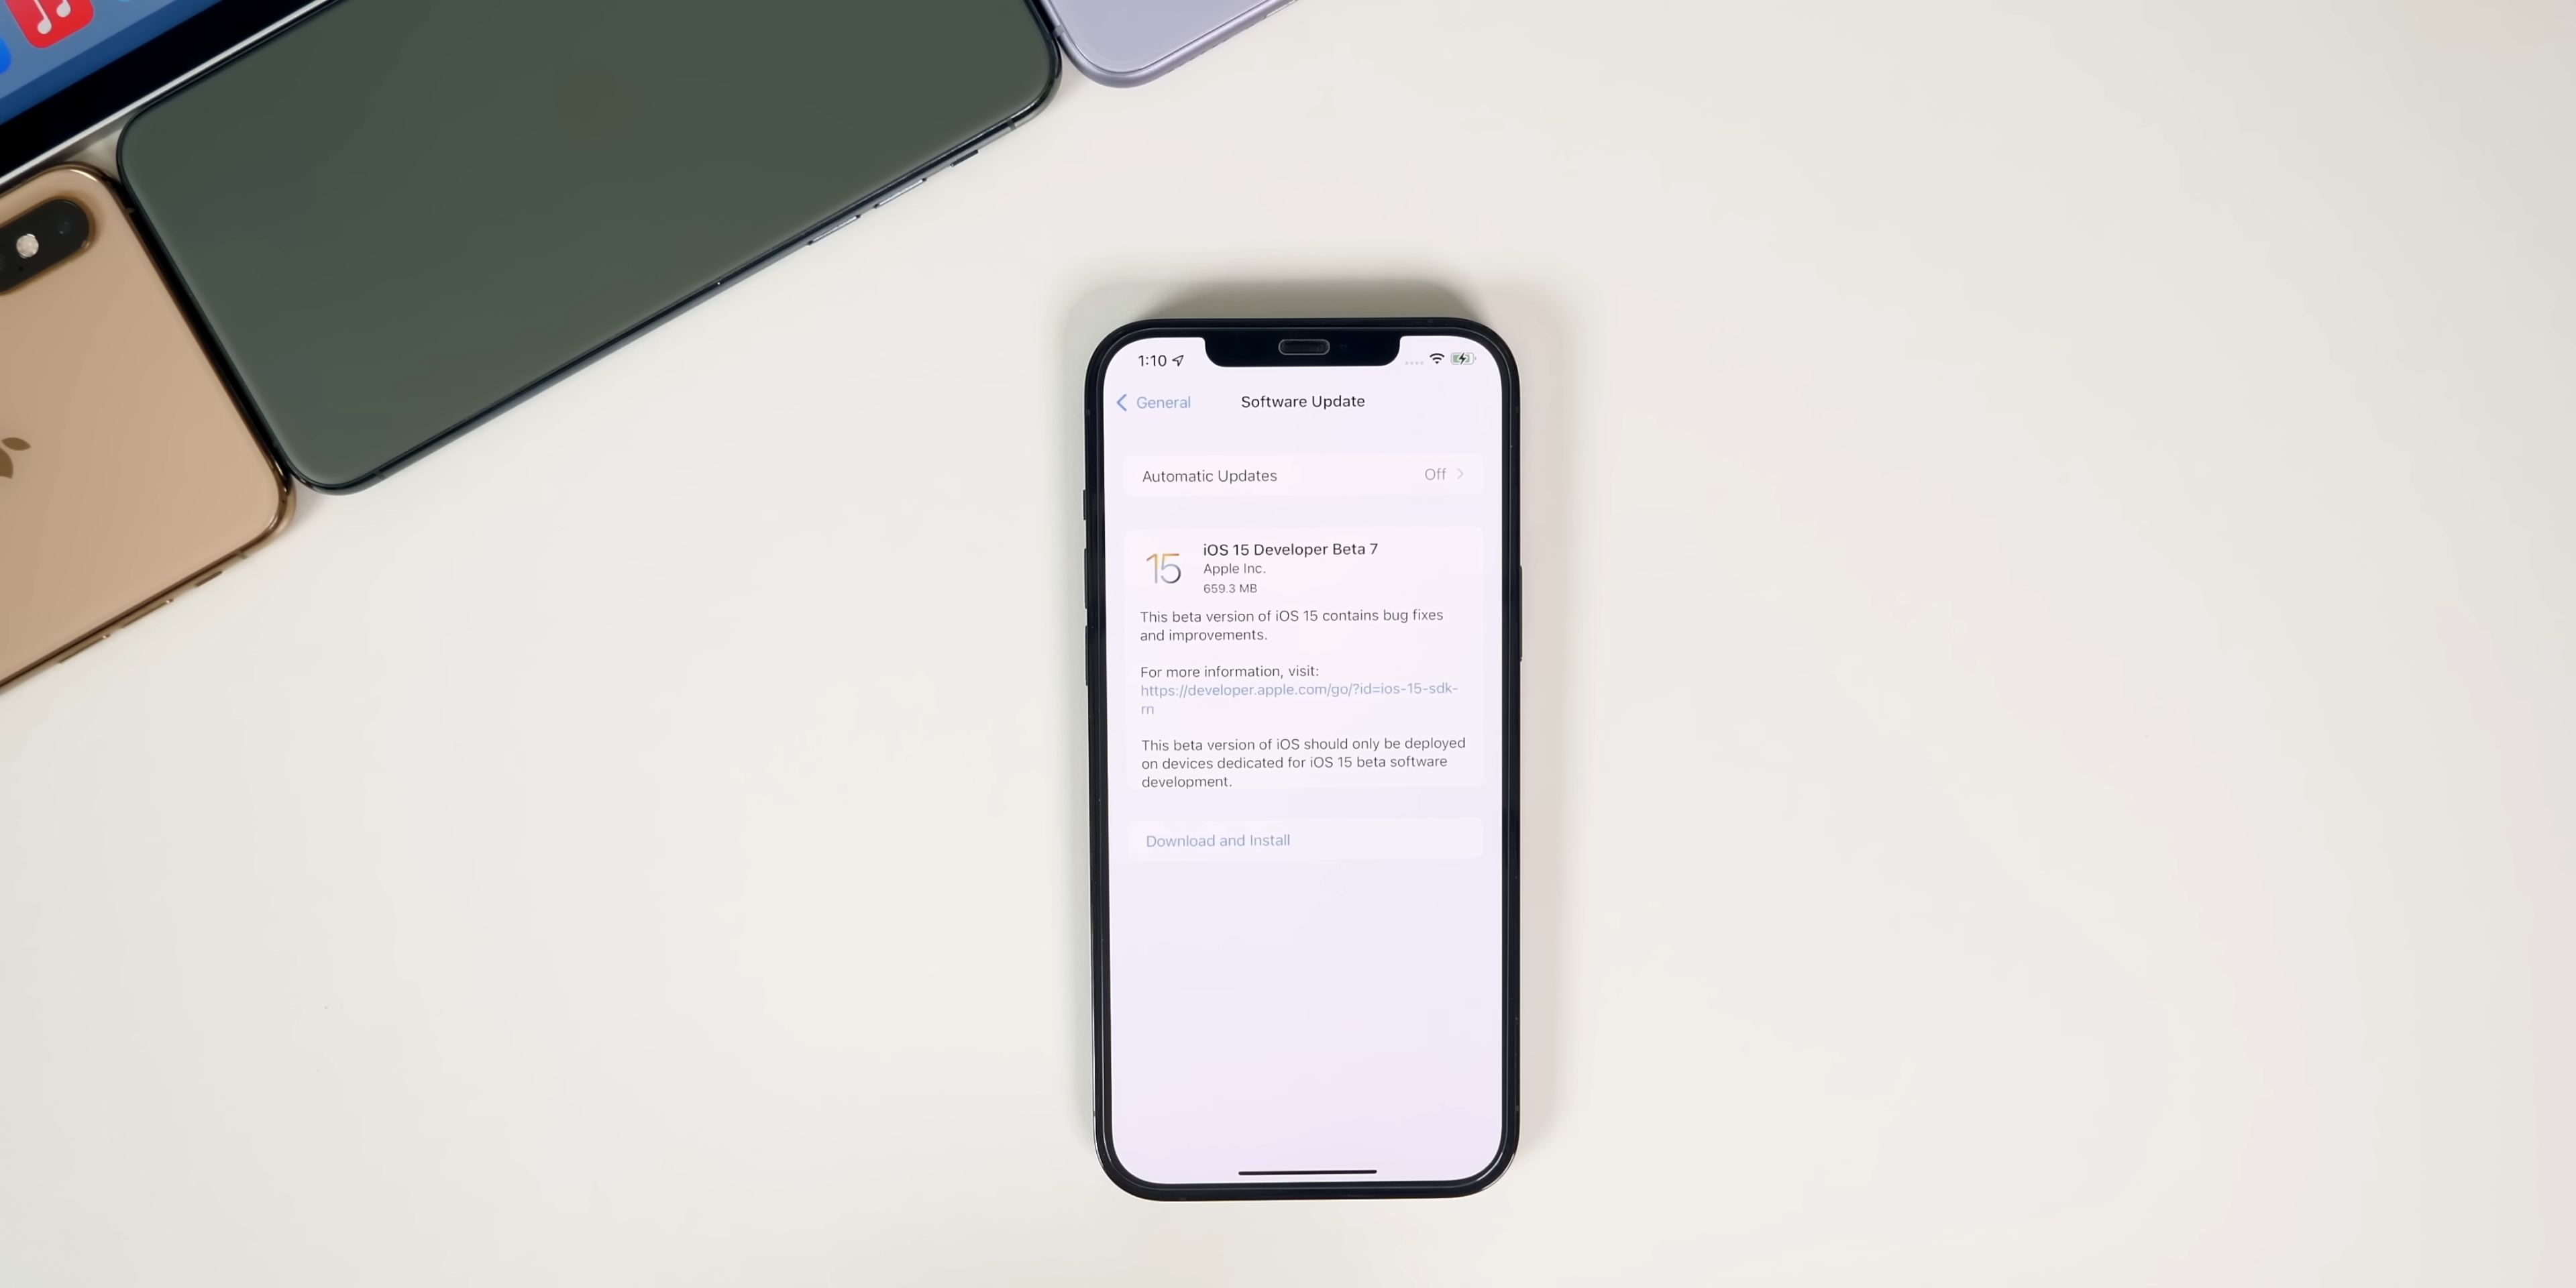 1:10
General
Software Update
Automatic Updates Off
15
iOS 15 Developer Beta 7
Apple Inc.
659.3 MB
This beta version of iOS 15 contains bug fixes
and improvements.
For more information, visit:
https://developer.apple.com/go/?id=ios-15-sdk-
rn
This beta version of iOS should only be deployed
on devices dedicated for iOS 15 beta software
development.
Download and Install